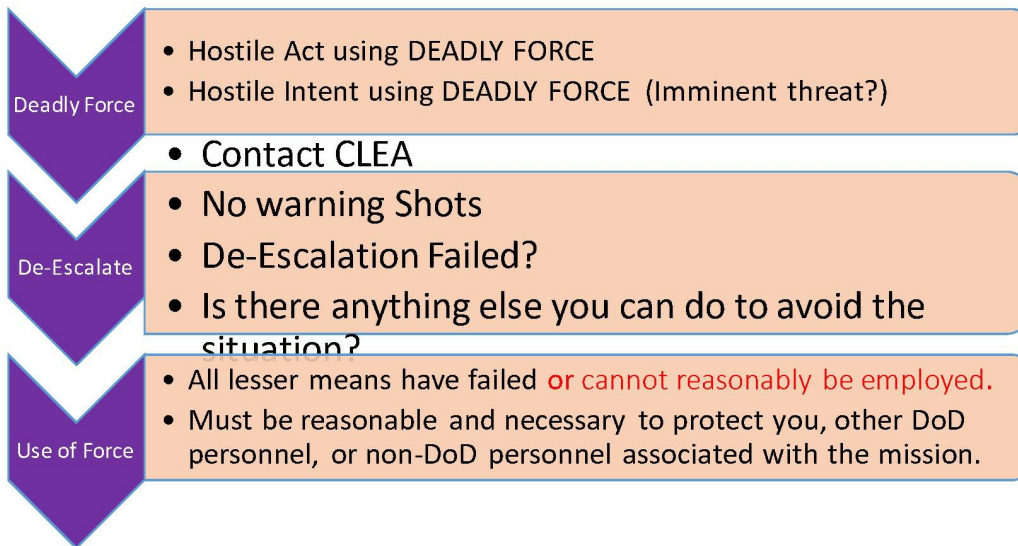 Deadly Force
• Hostile Act using DEADLY FORCE
• Hostile Intent using DEADLY FORCE (Imminent threat?)
De-Escalate
• Contact CLEA
• No warning Shots
• De-Escalation Failed?
• Is there anything else you can do to avoid the
situation?
Use of Force
• All lesser means have failed or cannot reasonably be employed.
• Must be reasonable and necessary to protect you, other DoD
personnel, or non-DoD personnel associated with the mission.